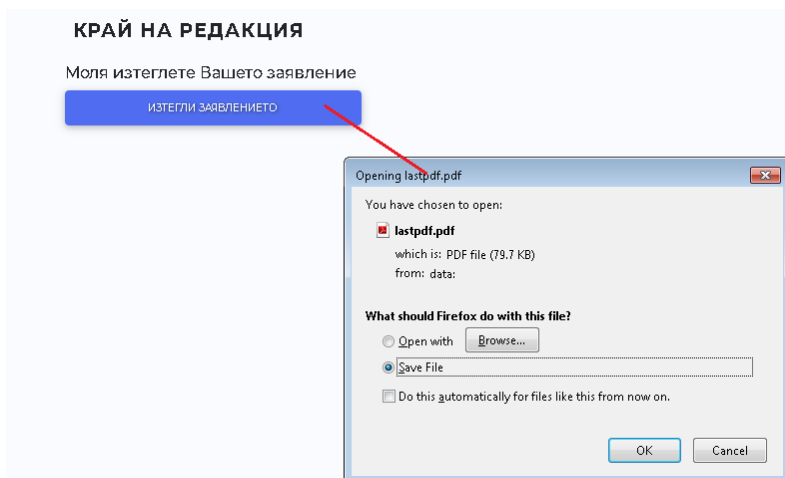 КРАЙ НА РЕДАКЦИЯ
Моля изтеглете Вашето заявление
ИЗТЕГЛИ ЗАЯВЛЕНИЕТО
Opening lastpdf.pdf
You have chosen to open:
lastpdf.pdf
which is: PDF file (79.7 KB)
from: data:
What should Firefox do with this file?
Open with Browse...
Save File
Do this automatically for files like this from now on.
OK Cancel